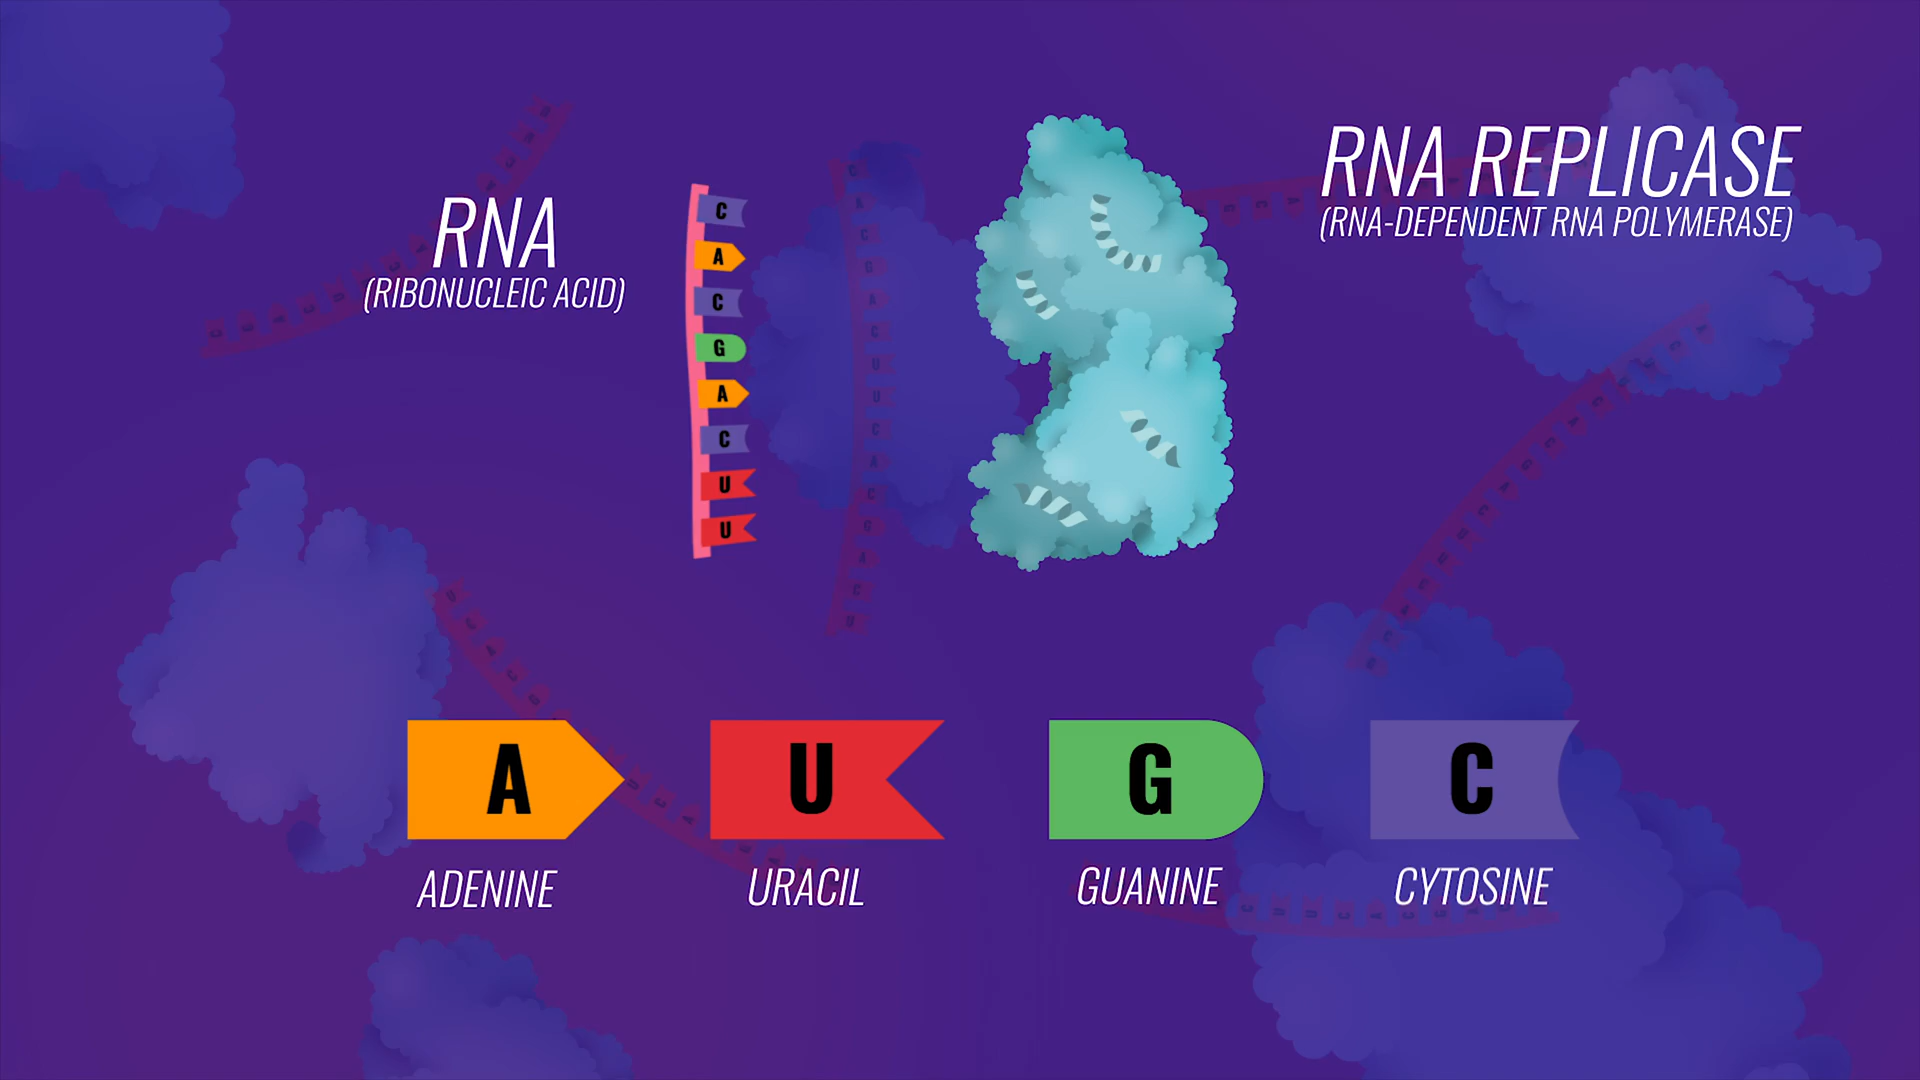 RNA
(RIBONUCLEIC ACID)
C
A
C
G
A
C
U
U
RNA REPLICASE
(RNA-DEPENDENT RNA POLYMERASE)
A
U
G
C
ADENINE
URACIL
GUANINE
CYTOSINE